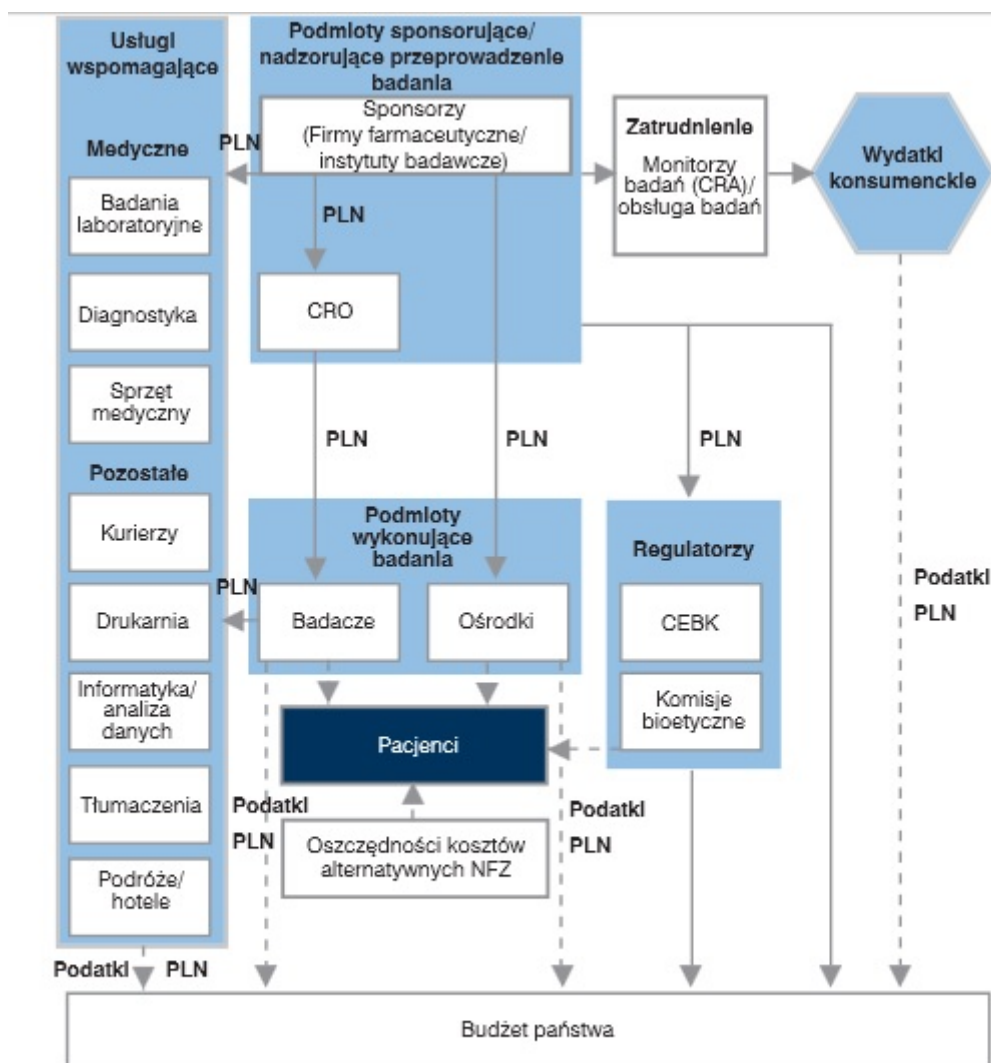 Usługi
wspomagające
Medyczne
Badania
laboratoryjne
Diagnostyka
Sprzęt
medyczny
Pozostałe
Kurierzy
Drukarnia
Informatyka/
analiza
danych
Tłumaczenia
Podróże/
hotele
Podmioty sponsorujące/
nadzorujące przeprowadzenie
badania
Sponsorzy
(Firmy farmaceutyczne/
instytuty badawcze)
PLN
PLN
CRO
Zatrudnienie
Monitorzy
badań (CRA)/
obsługa badań
Wydatki
konsumenckie
PLN
PLN
PLN
Podmioty
wykonujące
badania
PLN
Badacze
Ośrodki
Regulatorzy
CEBK
Komisje
bioetyczne
Podatki
PLN
Pacjenci
Podatki
PLN
Podatki
PLN
Oszczędności kosztów
alternatywnych NFZ
Podatki PLN
Budżet państwa